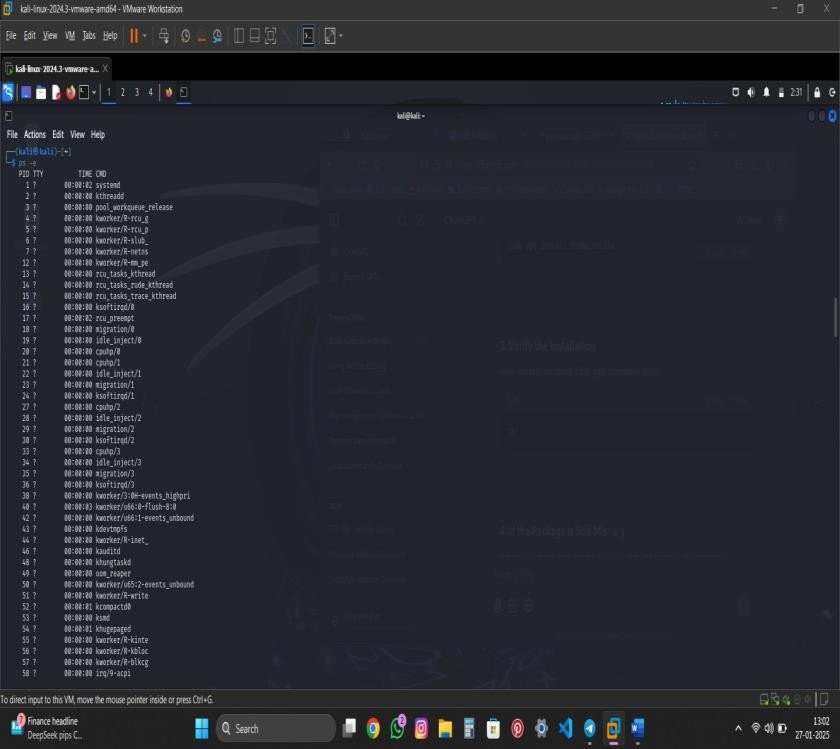 kali-linux-2024.3-vmware-amd64 - VMware Workstation
File Edit View VM Tabs Help
kali-linux-2024.3-vmware-a...
1 2 3 4 2:31
kali@kali: ~
File Actions Edit View Help
(kali㉿kali)-[~]
ps -e
PID TTY TIME CMD
1 ? 00:00:02 systemd
2 ? 00:00:00 kthreadd
3 ? 00:00:00 pool_workqueue_release
4 ? 00:00:00 kworker/R-rcu_g
5 ? 00:00:00 kworker/R-rcu_p
6 ? 00:00:00 kworker/R-slub_
7 ? 00:00:00 kworker/R-netns
12 ? 00:00:00 kworker/R-mm_pe
13 ? 00:00:00 rcu_tasks_kthread
14 ? 00:00:00 rcu_tasks_rude_kthread
15 ? 00:00:00 rcu_tasks_trace_kthread
16 ? 00:00:00 ksoftirqd/0
17 ? 00:00:02 rcu_preempt
18 ? 00:00:00 migration/0
19 ? 00:00:00 idle_inject/0
20 ? 00:00:00 cpuhp/0
21 ? 00:00:00 cpuhp/1
22 ? 00:00:00 idle_inject/1
23 ? 00:00:00 migration/1
24 ? 00:00:00 ksoftirqd/1
27 ? 00:00:00 cpuhp/2
28 ? 00:00:00 idle_inject/2
29 ? 00:00:00 migration/2
30 ? 00:00:00 ksoftirqd/2
33 ? 00:00:00 cpuhp/3
34 ? 00:00:00 idle_inject/3
35 ? 00:00:00 migration/3
36 ? 00:00:00 ksoftirqd/3
38 ? 00:00:00 kworker/3:0H-events_highpri
40 ? 00:00:03 kworker/u66:0-flush-8:0
42 ? 00:00:00 kworker/u66:1-events_unbound
43 ? 00:00:00 kdevtmpfs
44 ? 00:00:00 kworker/R-inet_
46 ? 00:00:00 kauditd
48 ? 00:00:00 khungtaskd
49 ? 00:00:00 oom_reaper
50 ? 00:00:00 kworker/u65:2-events_unbound
51 ? 00:00:00 kworker/R-write
52 ? 00:00:01 kcompactd0
53 ? 00:00:00 ksmd
54 ? 00:00:01 khugepaged
55 ? 00:00:00 kworker/R-kinte
56 ? 00:00:00 kworker/R-kbloc
57 ? 00:00:00 kworker/R-blkcg
58 ? 00:00:00 irq/9-acpi
3. Verify the Installation
4. If the Package is Still Mis
To direct input to this VM, move the mouse pointer inside or press Ctrl+G.
Finance headline
DeepSeek pips C...
Search
13:02
27-01-2025